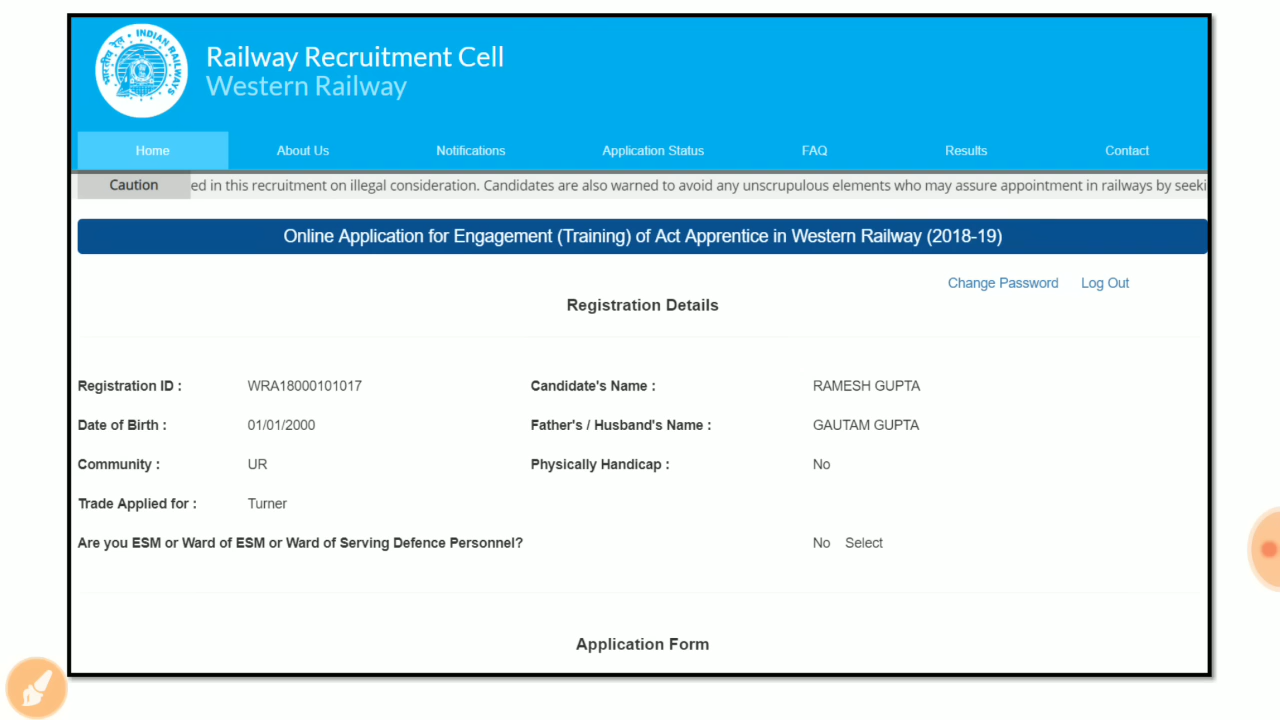 INDIAN RAILWAYS
भारतीय रेल
Railway Recruitment Cell
Western Railway
Home About Us Notifications Application Status FAQ Results Contact
Caution ed in this recruitment on illegal consideration. Candidates are also warned to avoid any unscrupulous elements who may assure appointment in railways by seeki
Online Application for Engagement (Training) of Act Apprentice in Western Railway (2018-19)
Change Password Log Out
Registration Details
Registration ID : WRA18000101017 Candidate's Name : RAMESH GUPTA
Date of Birth : 01/01/2000 Father's / Husband's Name : GAUTAM GUPTA
Community : UR Physically Handicap : No
Trade Applied for : Turner
Are you ESM or Ward of ESM or Ward of Serving Defence Personnel? No Select
Application Form